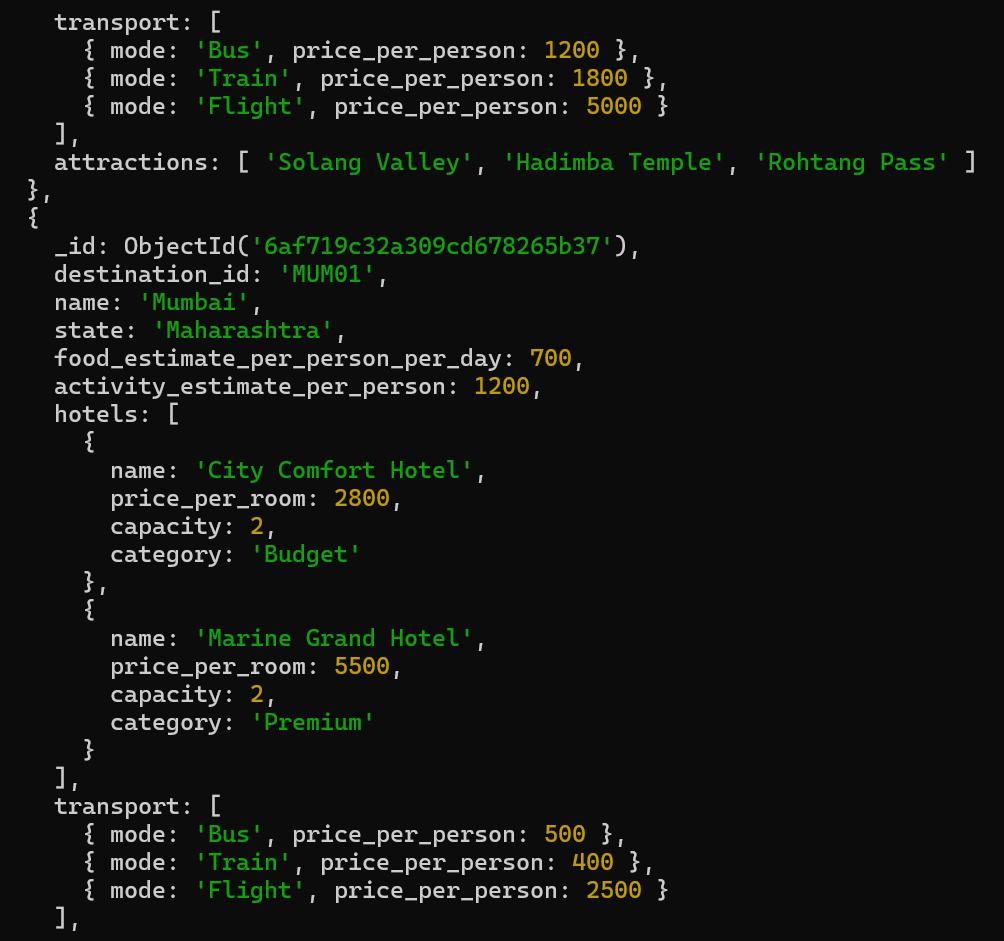 transport: [
{ mode: 'Bus', price_per_person: 1200 },
{ mode: 'Train', price_per_person: 1800 },
{ mode: 'Flight', price_per_person: 5000 }
],
attractions: [ 'Solang Valley', 'Hadimba Temple', 'Rohtang Pass' ]
},
{
_id: ObjectId('6af719c32a309cd678265b37'),
destination_id: 'MUM01',
name: 'Mumbai',
state: 'Maharashtra',
food_estimate_per_person_per_day: 700,
activity_estimate_per_person: 1200,
hotels: [
{
name: 'City Comfort Hotel',
price_per_room: 2800,
capacity: 2,
category: 'Budget'
},
{
name: 'Marine Grand Hotel',
price_per_room: 5500,
capacity: 2,
category: 'Premium'
}
],
transport: [
{ mode: 'Bus', price_per_person: 500 },
{ mode: 'Train', price_per_person: 400 },
{ mode: 'Flight', price_per_person: 2500 }
],